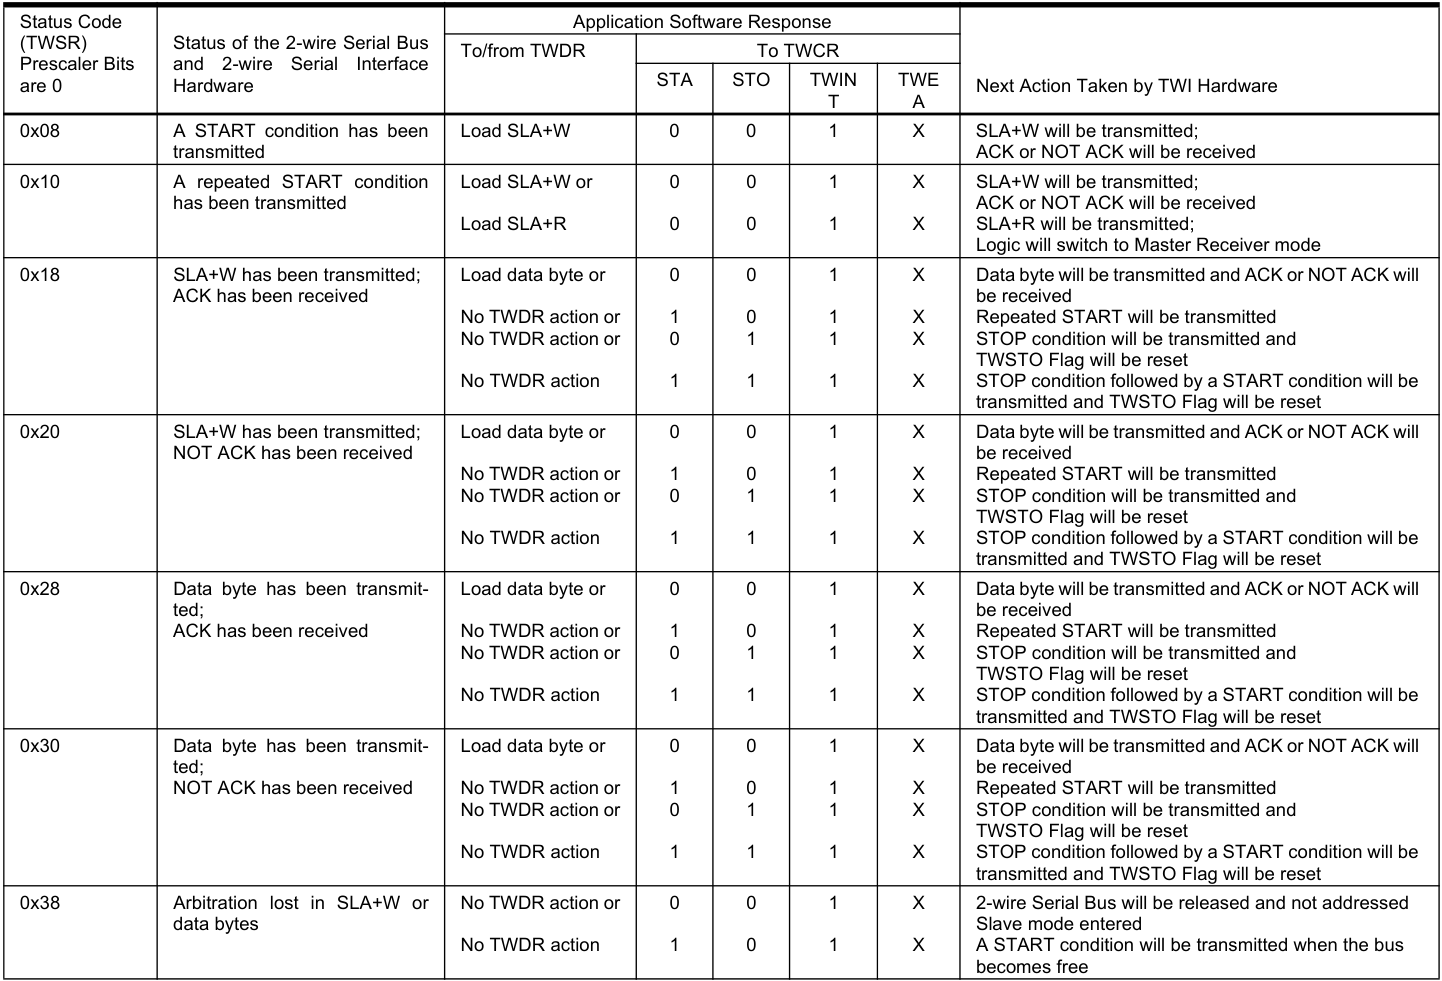 Status Code
(TWSR)
Prescaler Bits
are 0
Status of the 2-wire Serial Bus
and 2-wire Serial Interface
Hardware
Application Software Response
To/from TWDR
To TWCR
STA
STO
TWIN
T
TWE
A
Next Action Taken by TWI Hardware
0x08
A START condition has been
transmitted
Load SLA+W
0 0 1 X
SLA+W will be transmitted;
ACK or NOT ACK will be received
0x10
A repeated START condition
has been transmitted
Load SLA+W or
0 0 1 X
SLA+W will be transmitted;
ACK or NOT ACK will be received
Load SLA+R
0 0 1 X
SLA+R will be transmitted;
Logic will switch to Master Receiver mode
0x18
SLA+W has been transmitted;
ACK has been received
Load data byte or
0 0 1 X
Data byte will be transmitted and ACK or NOT ACK will
be received
No TWDR action or
1 0 1 X
Repeated START will be transmitted
No TWDR action or
0 1 1 X
STOP condition will be transmitted and
TWSTO Flag will be reset
No TWDR action
1 1 1 X
STOP condition followed by a START condition will be
transmitted and TWSTO Flag will be reset
0x20
SLA+W has been transmitted;
NOT ACK has been received
Load data byte or
0 0 1 X
Data byte will be transmitted and ACK or NOT ACK will
be received
No TWDR action or
1 0 1 X
Repeated START will be transmitted
No TWDR action or
0 1 1 X
STOP condition will be transmitted and
TWSTO Flag will be reset
No TWDR action
1 1 1 X
STOP condition followed by a START condition will be
transmitted and TWSTO Flag will be reset
0x28
Data byte has been transmit-
ted;
ACK has been received
Load data byte or
0 0 1 X
Data byte will be transmitted and ACK or NOT ACK will
be received
No TWDR action or
1 0 1 X
Repeated START will be transmitted
No TWDR action or
0 1 1 X
STOP condition will be transmitted and
TWSTO Flag will be reset
No TWDR action
1 1 1 X
STOP condition followed by a START condition will be
transmitted and TWSTO Flag will be reset
0x30
Data byte has been transmit-
ted;
NOT ACK has been received
Load data byte or
0 0 1 X
Data byte will be transmitted and ACK or NOT ACK will
be received
No TWDR action or
1 0 1 X
Repeated START will be transmitted
No TWDR action or
0 1 1 X
STOP condition will be transmitted and
TWSTO Flag will be reset
No TWDR action
1 1 1 X
STOP condition followed by a START condition will be
transmitted and TWSTO Flag will be reset
0x38
Arbitration lost in SLA+W or
data bytes
No TWDR action or
0 0 1 X
2-wire Serial Bus will be released and not addressed
Slave mode entered
No TWDR action
1 0 1 X
A START condition will be transmitted when the bus
becomes free